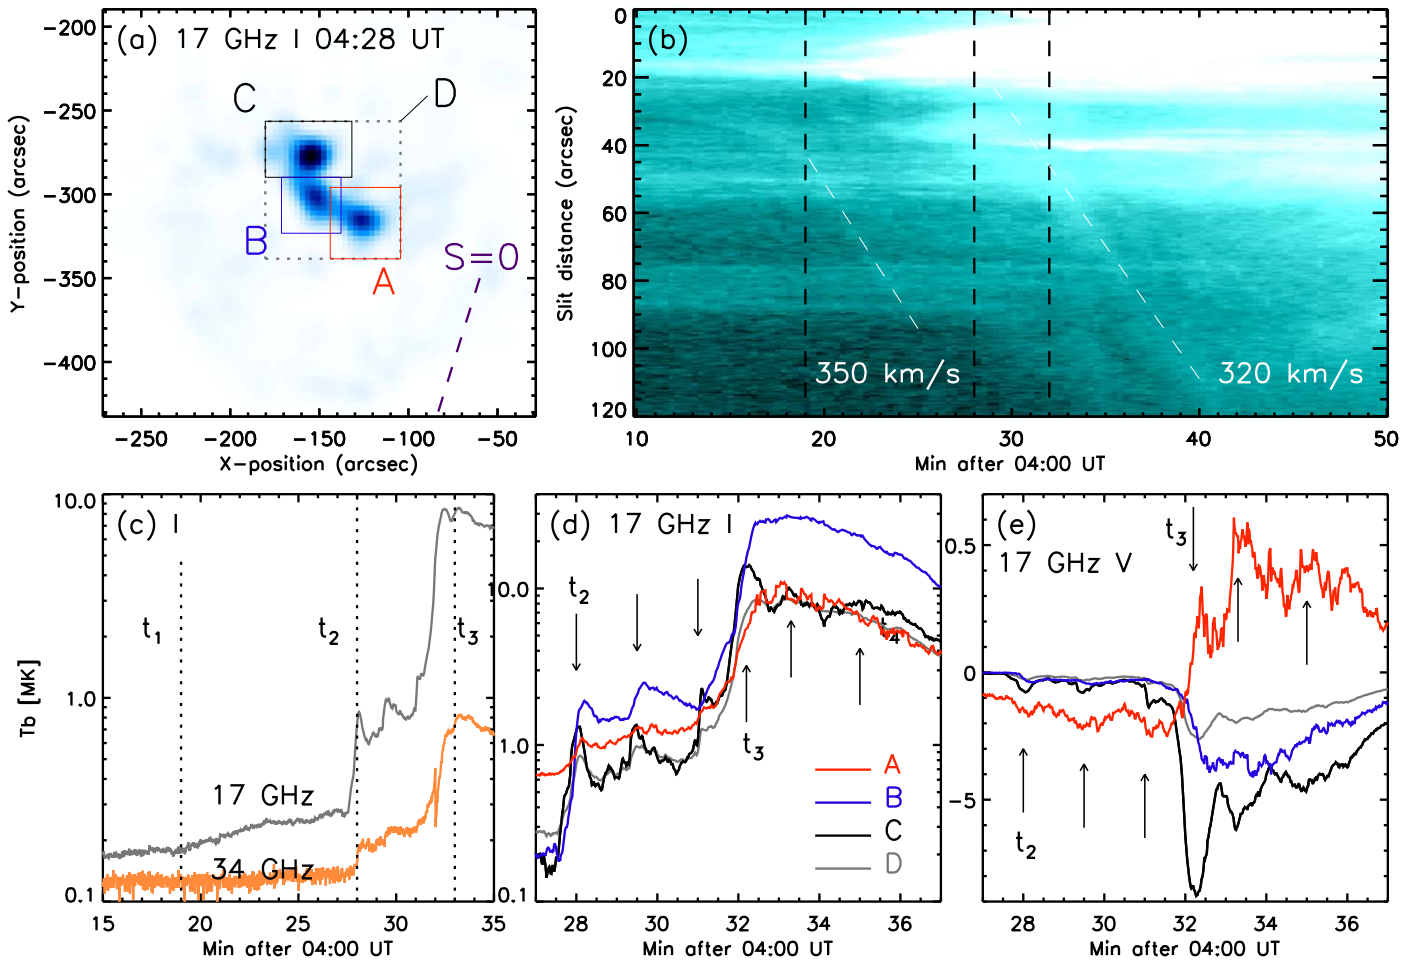 (a) 17 GHz I 04:28 UT
C
D
B
A
S=0
−200
−250
−300
−350
−400
Y−position (arcsec)
−250 −200 −150 −100 −50
X−position (arcsec)
(b)
0
20
40
60
80
100
120
Slit distance (arcsec)
350 km/s
320 km/s
10 20 30 40 50
Min after 04:00 UT
(c) I
10.0
1.0
0.1
Tb [MK]
t1
t2
t3
17 GHz
34 GHz
15 20 25 30 35
Min after 04:00 UT
(d) 17 GHz I
10.0
1.0
0.1
t2
t3
t4
A
B
C
D
28 30 32 34 36
Min after 04:00 UT
(e)
17 GHz V
0.5
0
−5
t3
t2
28 30 32 34 36
Min after 04:00 UT